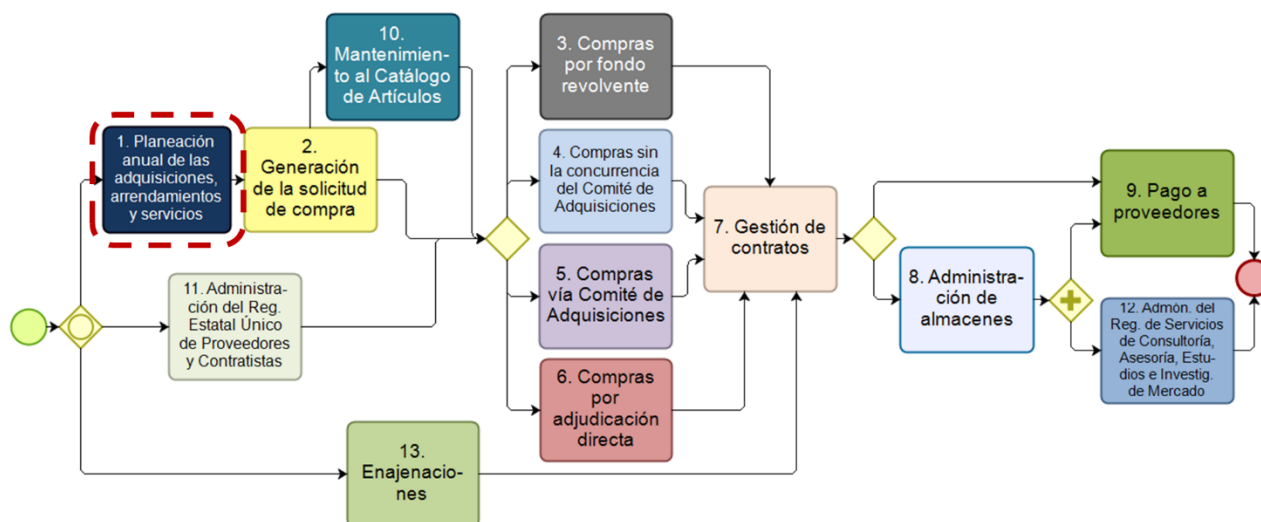 1. Planeación
anual de las
adquisiciones,
arrendamientos
y servicios
2.
Generación
de la solicitud
de compra
10.
Mantenimie-
nto al Catálogo
de Artículos
11. Administra-
ción del Reg.
Estatal Único
de Proveedores
y Contratistas
13.
Enajenacio-
nes
3. Compras
por fondo
revolvente
4. Compras sin
la concurrencia
del Comité de
Adquisiciones
5. Compras
vía Comité de
Adquisiciones
6. Compras
por
adjudicación
directa
7. Gestión de
contratos
8. Administra-
ción de
almacenes
9. Pago a
proveedores
12. Admón. del
Reg. de Servicios
de Consultoría,
Asesoría, Estu-
dios e Investig.
de Mercado